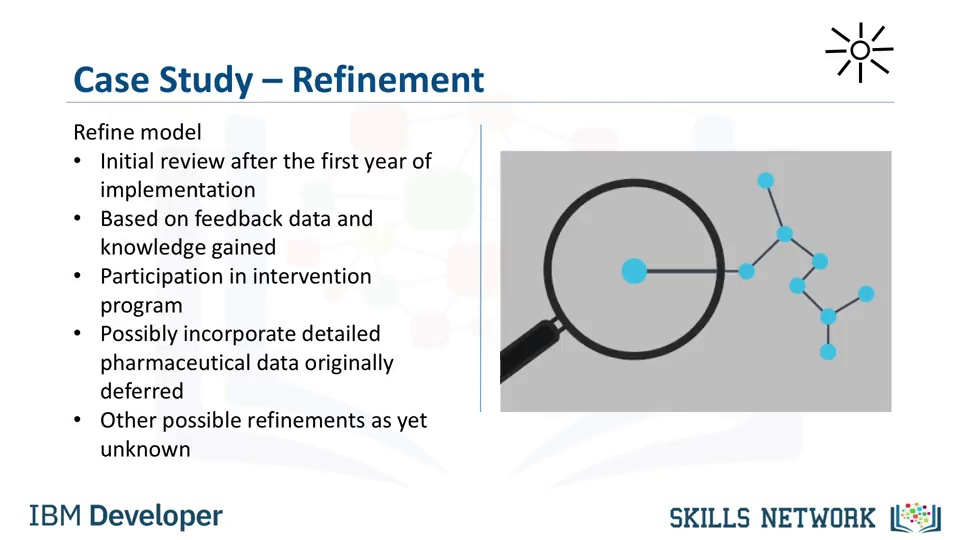 Case Study – Refinement
Refine model
• Initial review after the first year of
implementation
• Based on feedback data and
knowledge gained
• Participation in intervention
program
• Possibly incorporate detailed
pharmaceutical data originally
deferred
• Other possible refinements as yet
unknown
IBM Developer
SKILLS NETWORK